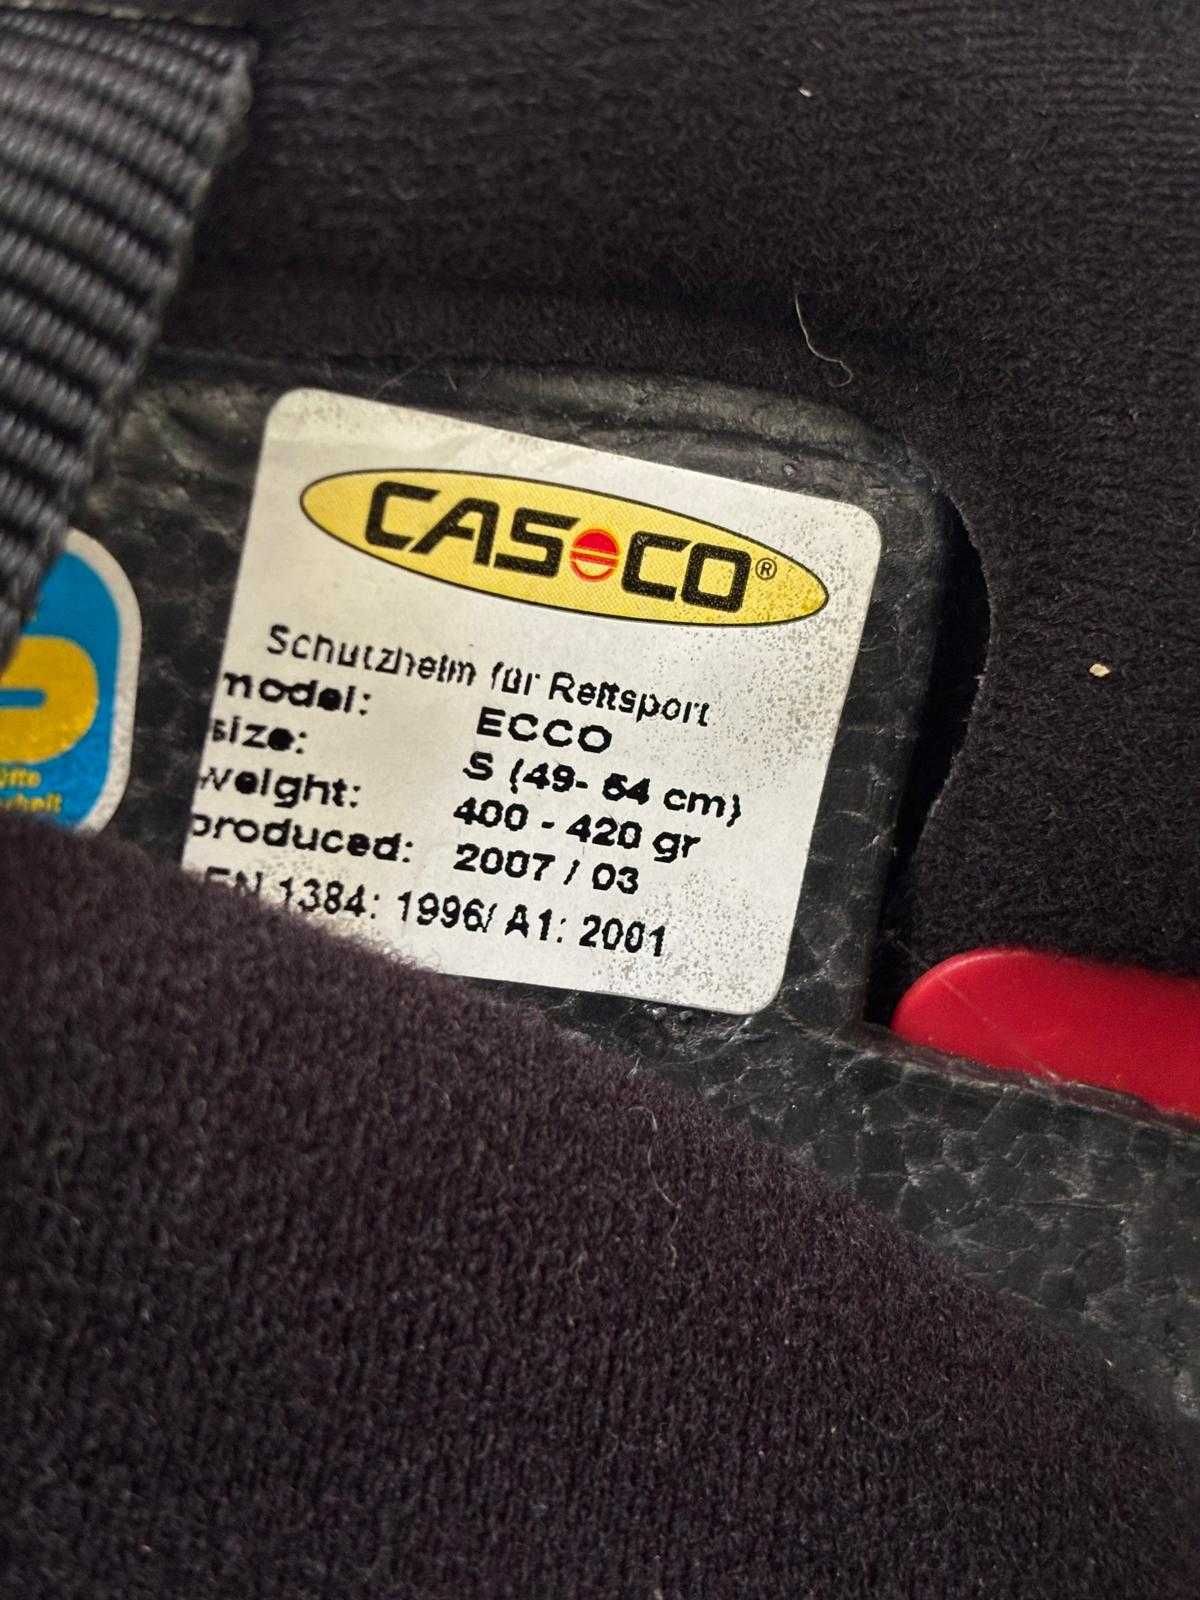 CASCO®
Schutzhelm für Reitsport
model: ECCO
size: S (49- 54 cm)
weight: 400 - 420 gr
produced: 2007 / 03
EN 1384: 1996/ A1: 2001